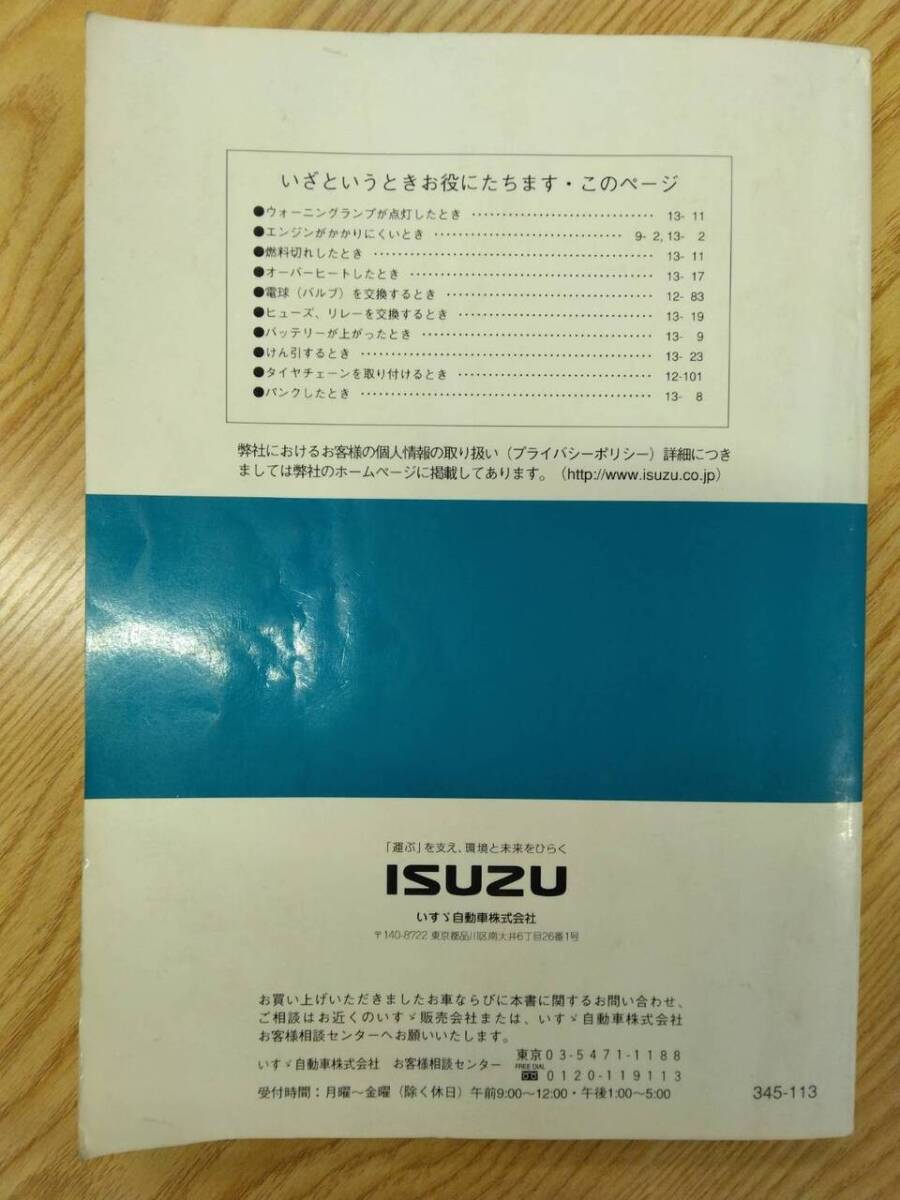 いざというときお役にたちます・このページ
●ウォーニングランプが点灯したとき ······························ 13- 11
●エンジンがかかりにくいとき ······························ 9- 2, 13- 2
●燃料切れしたとき ·············································· 13- 11
●オーバーヒートしたとき ········································ 13- 17
●電球（バルブ）を交換するとき ·································· 12- 83
●ヒューズ、リレーを交換するとき ································ 13- 19
●バッテリーが上がったとき ······································ 13- 9
●けん引するとき ················································ 13- 23
●タイヤチェーンを取り付けるとき ································ 12-101
●パンクしたとき ················································ 13- 8
弊社におけるお客様の個人情報の取り扱い（プライバシーポリシー）詳細につき
ましては弊社のホームページに掲載してあります。（http://www.isuzu.co.jp）
「運ぶ」を支え、環境と未来をひらく
ISUZU
いすゞ自動車株式会社
〒140-8722 東京都品川区南大井6丁目26番1号
お買い上げいただきましたお車ならびに本書に関するお問い合わせ、
ご相談はお近くのいすゞ販売会社または、いすゞ自動車株式会社
お客様相談センターへお願いいたします。
いすゞ自動車株式会社 お客様相談センター 東京03-5471-1188
FREE DIAL 0120-119113
受付時間：月曜～金曜（除く休日）午前9:00～12:00・午後1:00～5:00
345-113